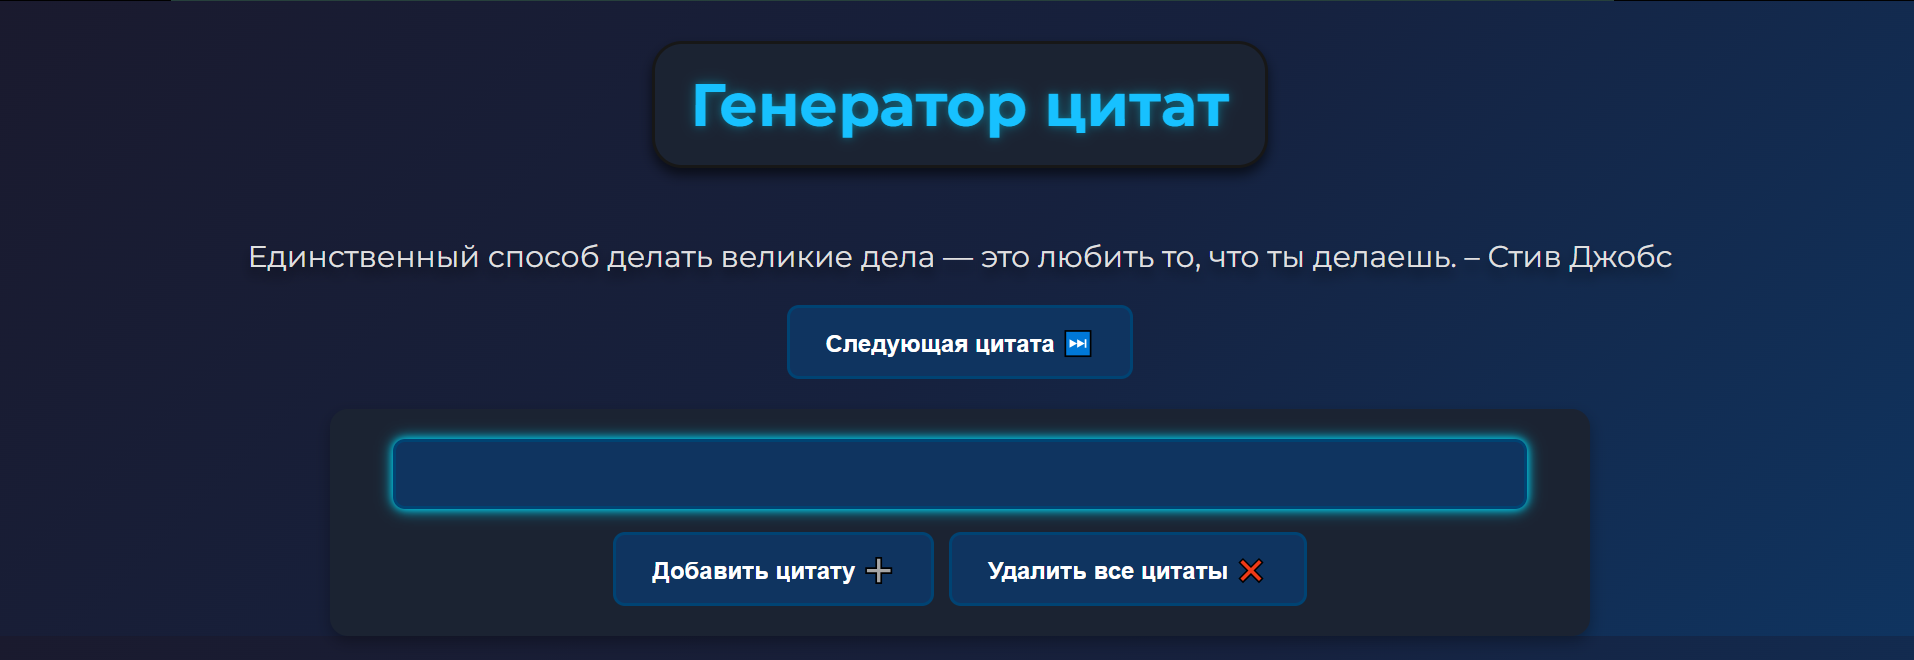 Генератор цитат
Единственный способ делать великие дела — это любить то, что ты делаешь. – Стив Джобс
Следующая цитата ⏭
Добавить цитату ➕
Удалить все цитаты ❌